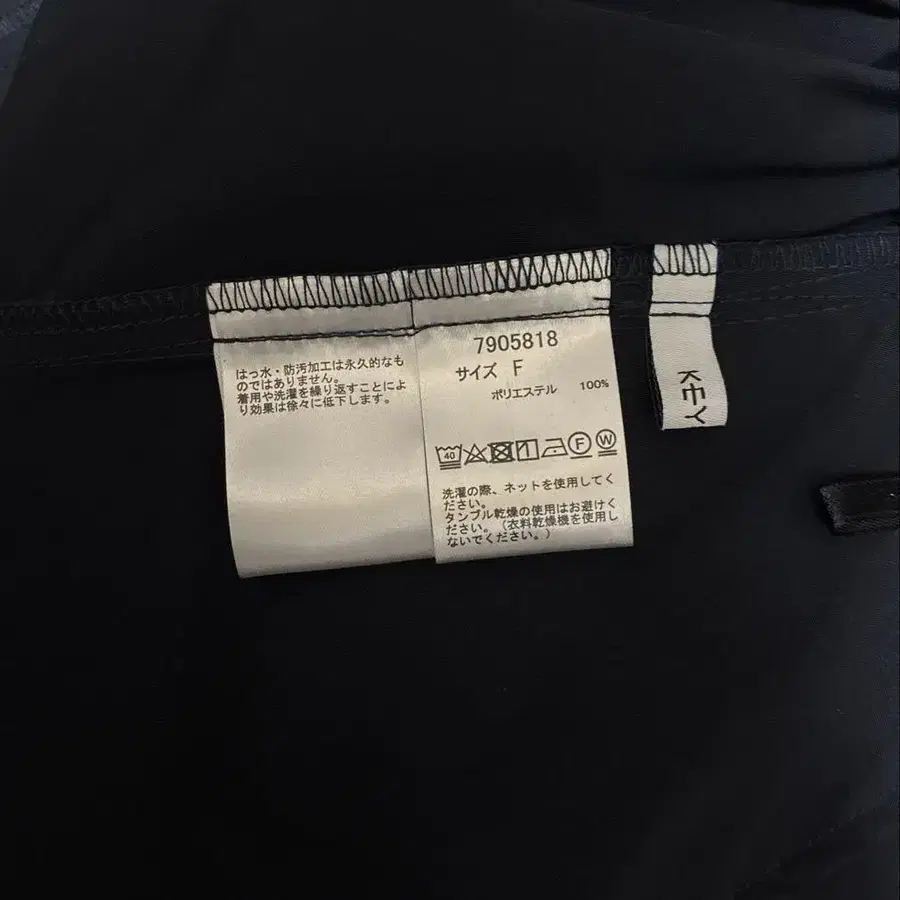 はっ水・防汚加工は永久的なも
のではありません。
着用や洗濯を繰り返すことによ
り効果は徐々に低下します。
7905818
サイズ F
ポリエステル 100%
40
F
W
洗濯の際、ネットを使用してく
ださい。
タンブル乾燥の使用はお避けく
ださい。(衣料乾燥機を使用し
ないでください。)
KEY